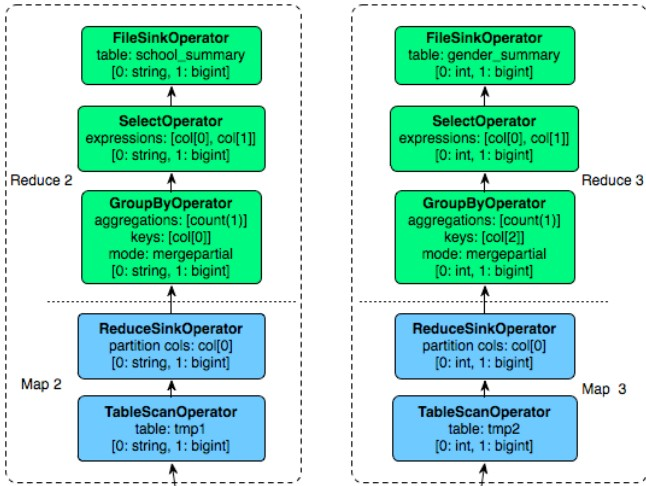 FileSinkOperator
table: school_summary
[0: string, 1: bigint]
SelectOperator
expressions: [col[0], col[1]]
[0: string, 1: bigint]
Reduce 2
GroupByOperator
aggregations: [count(1)]
keys: [col[0]]
mode: mergepartial
[0: string, 1: bigint]
ReduceSinkOperator
partition cols: col[0]
[0: string, 1: bigint]
Map 2
TableScanOperator
table: tmp1
[0: string, 1: bigint]
FileSinkOperator
table: gender_summary
[0: int, 1: bigint]
SelectOperator
expressions: [col[0], col[1]]
[0: int, 1: bigint]
Reduce 3
GroupByOperator
aggregations: [count(1)]
keys: [col[2]]
mode: mergepartial
[0: int, 1: bigint]
ReduceSinkOperator
partition cols: col[0]
[0: int, 1: bigint]
Map 3
TableScanOperator
table: tmp2
[0: int, 1: bigint]